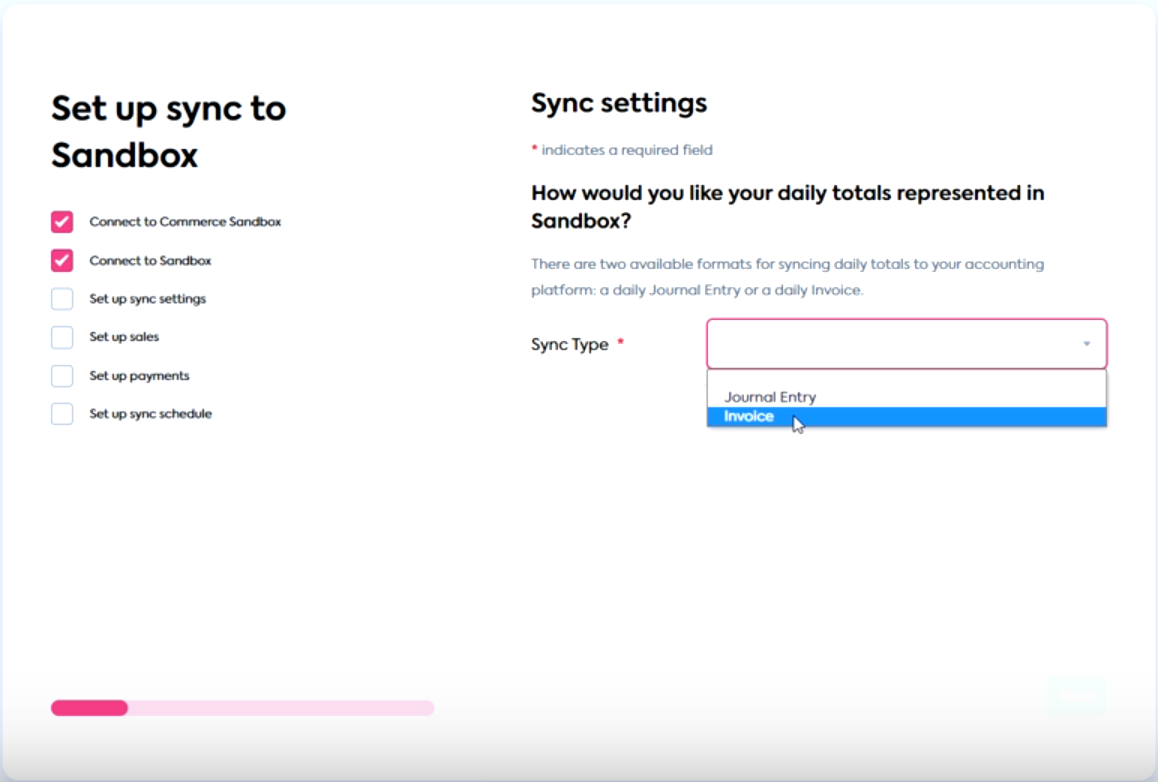 Set up sync to
Sandbox
Connect to Commerce Sandbox
Connect to Sandbox
Set up sync settings
Set up sales
Set up payments
Set up sync schedule
Sync settings
* indicates a required field
How would you like your daily totals represented in
Sandbox?
There are two available formats for syncing daily totals to your accounting
platform: a daily Journal Entry or a daily Invoice.
Sync Type *
Journal Entry
Invoice